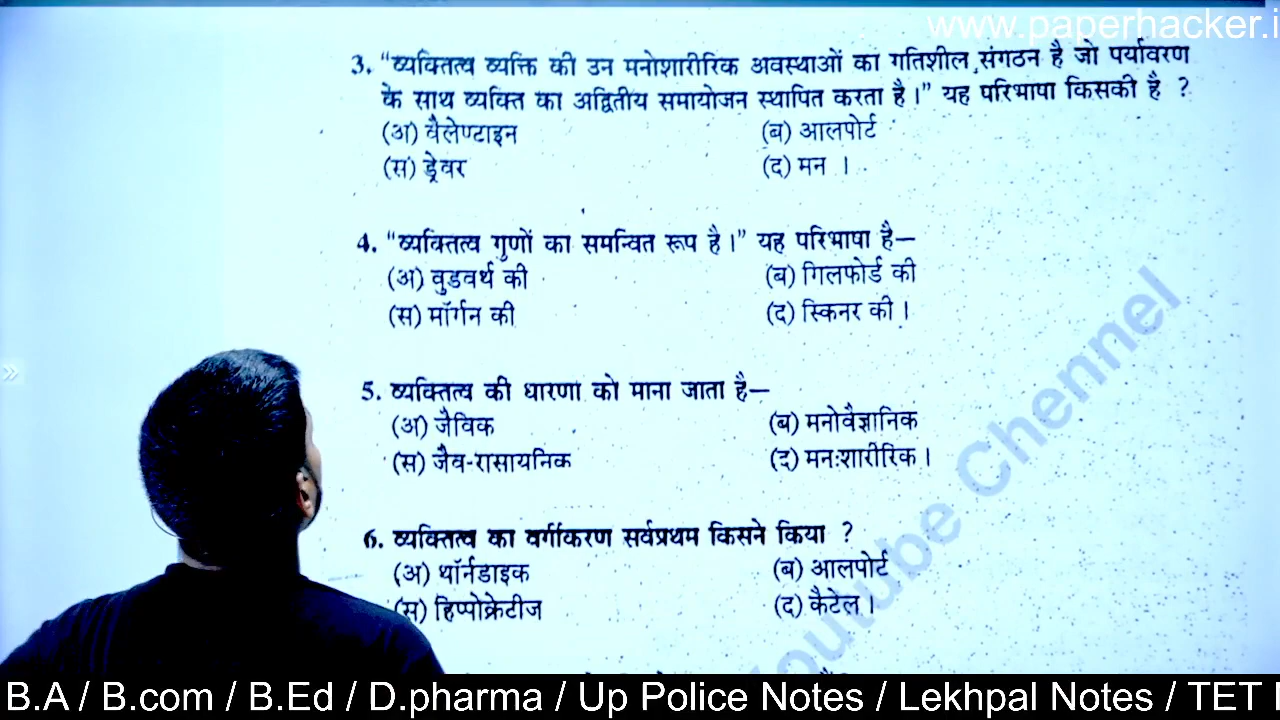 www.paperhacker.i
3. “व्यक्तित्व व्यक्ति की उन मनोशारीरिक अवस्थाओं का गतिशील संगठन है जो पर्यावरण
के साथ व्यक्ति का अद्वितीय समायोजन स्थापित करता है।” यह परिभाषा किसकी है ?
(अ) वैलेण्टाइन (ब) आलपोर्ट
(स) ड्रेवर (द) मन ।
4. “व्यक्तित्व गुणों का समन्वित रूप है।” यह परिभाषा है—
(अ) वुडवर्थ की (ब) गिलफोर्ड की
(स) मॉर्गन की (द) स्किनर की ।
5. व्यक्तित्व की धारणा को माना जाता है—
(अ) जैविक (ब) मनोवैज्ञानिक
(स) जैव-रासायनिक (द) मनःशारीरिक ।
6. व्यक्तित्व का वर्गीकरण सर्वप्रथम किसने किया ?
(अ) थॉर्नडाइक (ब) आलपोर्ट
(स) हिप्पोक्रेटीज (द) कैटेल ।
Youtube Chennel
B.A / B.com / B.Ed / D.pharma / Up Police Notes / Lekhpal Notes / TET